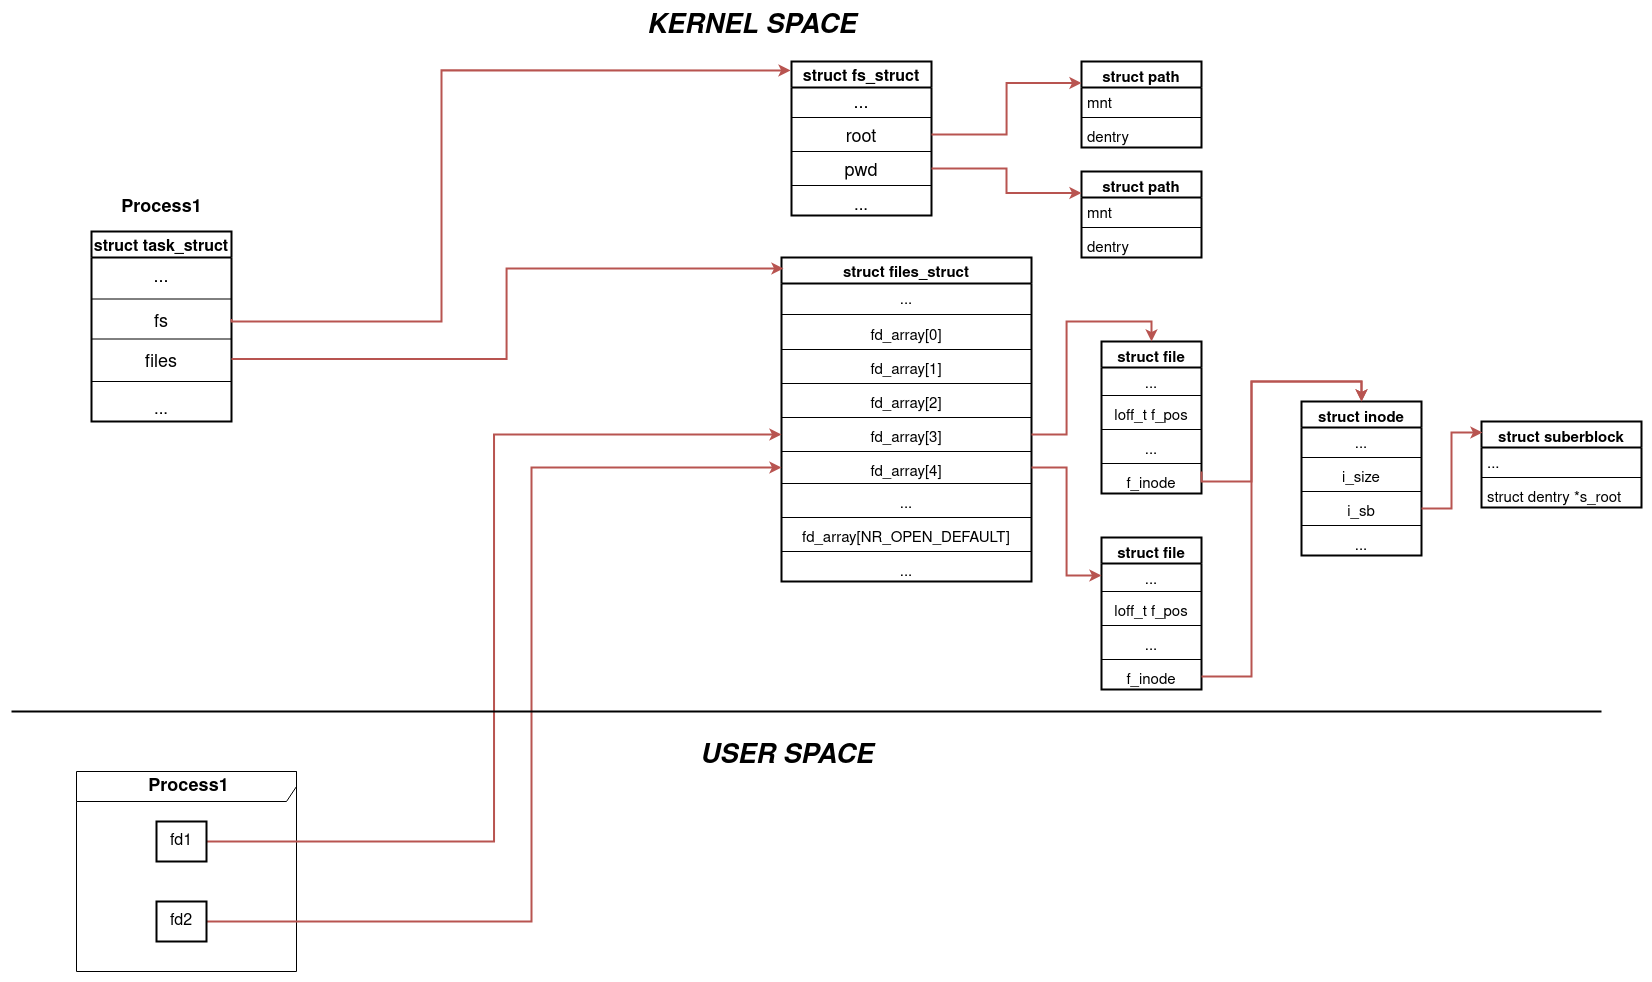 KERNEL SPACE
struct fs_struct
...
root
pwd
...
struct path
mnt
dentry
struct path
mnt
dentry
Process1
struct task_struct
...
fs
files
...
struct files_struct
...
fd_array[0]
fd_array[1]
fd_array[2]
fd_array[3]
fd_array[4]
...
fd_array[NR_OPEN_DEFAULT]
...
struct file
...
loff_t f_pos
...
f_inode
struct inode
...
i_size
i_sb
...
struct suberblock
...
struct dentry *s_root
struct file
...
loff_t f_pos
...
f_inode
USER SPACE
Process1
fd1
fd2